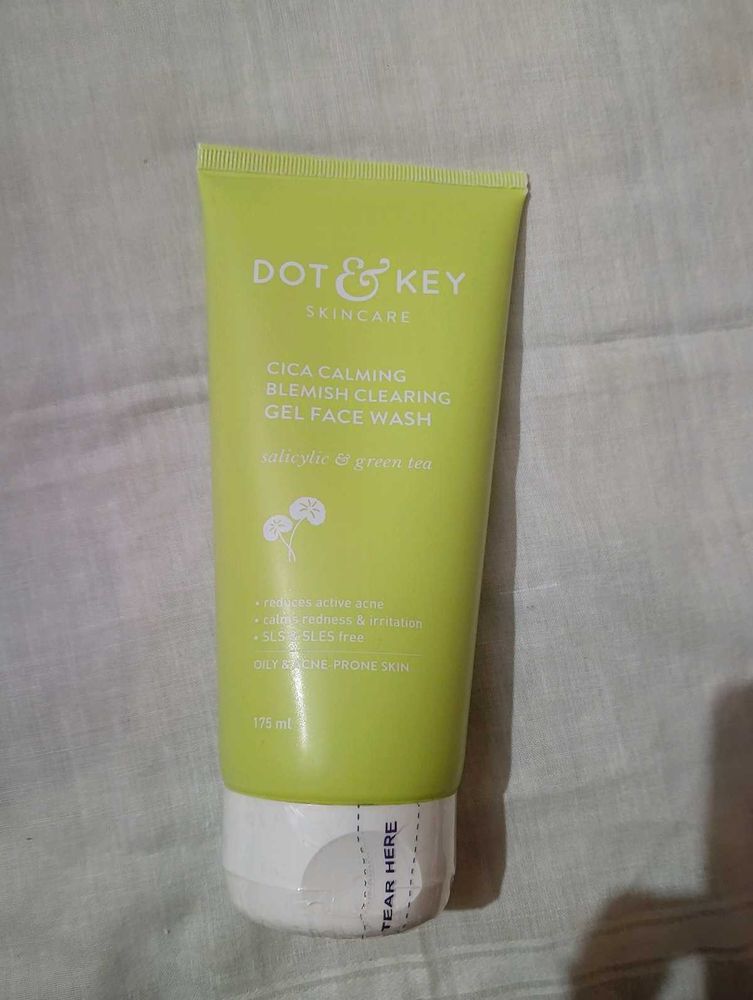 DOT & KEY
SKINCARE
CICA CALMING
BLEMISH CLEARING
GEL FACE WASH
salicylic & green tea
• reduces active acne
• calms redness & irritation
• SLS & SLES free
OILY & ACNE-PRONE SKIN
175 ml
TEAR HERE